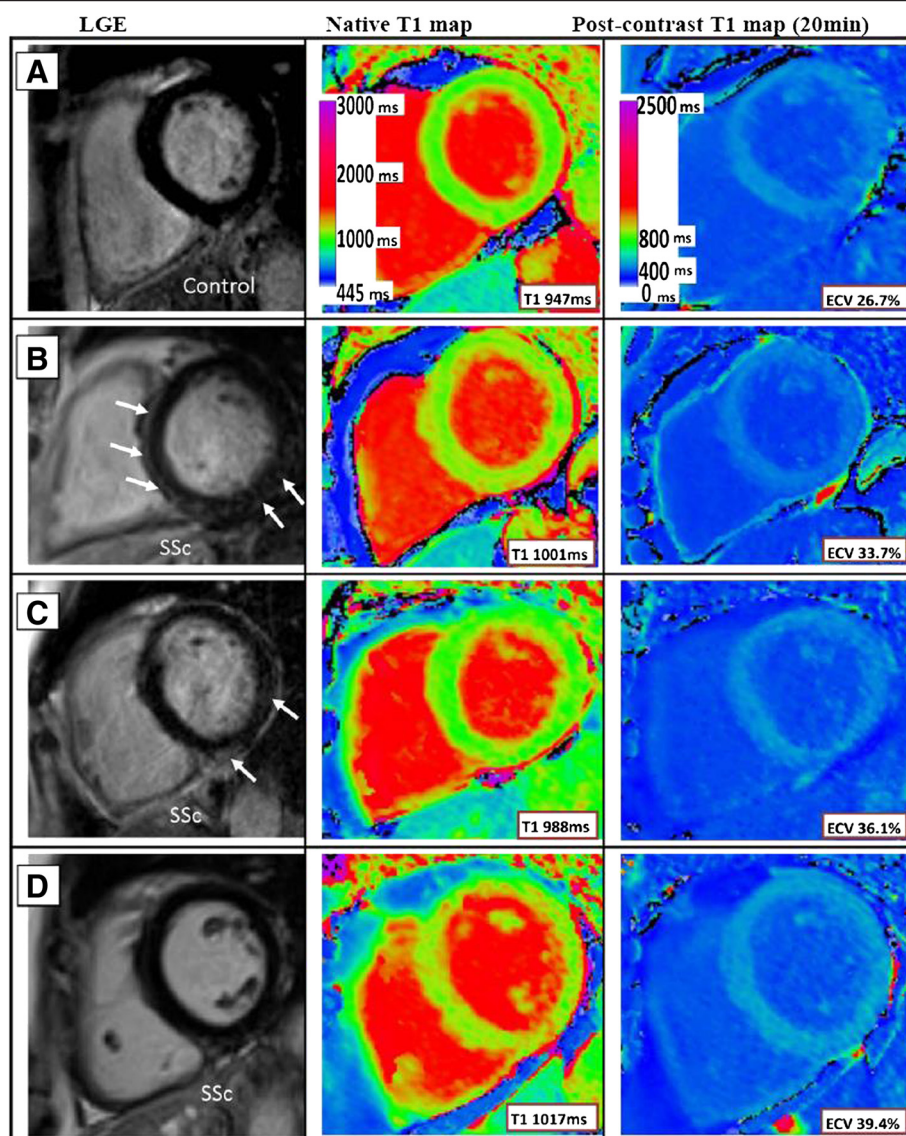 LGE Native T1 map Post-contrast T1 map (20min)
A
Control
3000 ms
2000 ms
1000 ms
445 ms
T1 947ms
2500 ms
800 ms
400 ms
0 ms
ECV 26.7%
B
SSc
T1 1001ms
ECV 33.7%
C
SSc
T1 988ms
ECV 36.1%
D
SSc
T1 1017ms
ECV 39.4%